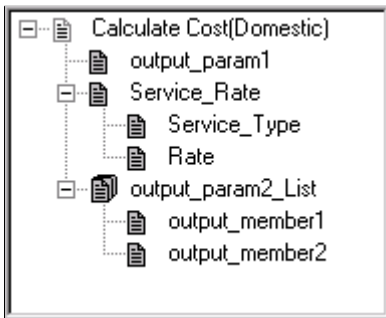 Calculate Cost(Domestic)
output_param1
Service_Rate
Service_Type
Rate
output_param2_List
output_member1
output_member2